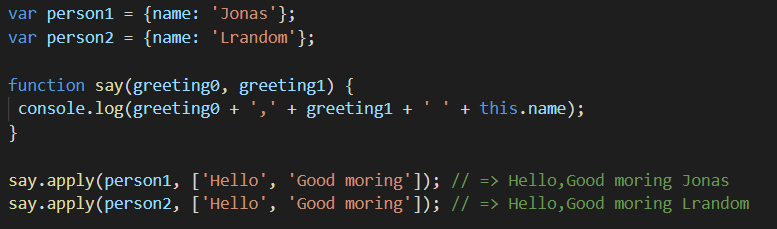 var person1 = {name: 'Jonas'};
var person2 = {name: 'Lrandom'};
function say(greeting0, greeting1) {
console.log(greeting0 + ',' + greeting1 + ' ' + this.name);
}
say.apply(person1, ['Hello', 'Good moring']); // => Hello,Good moring Jonas
say.apply(person2, ['Hello', 'Good moring']); // => Hello,Good moring Lrandom